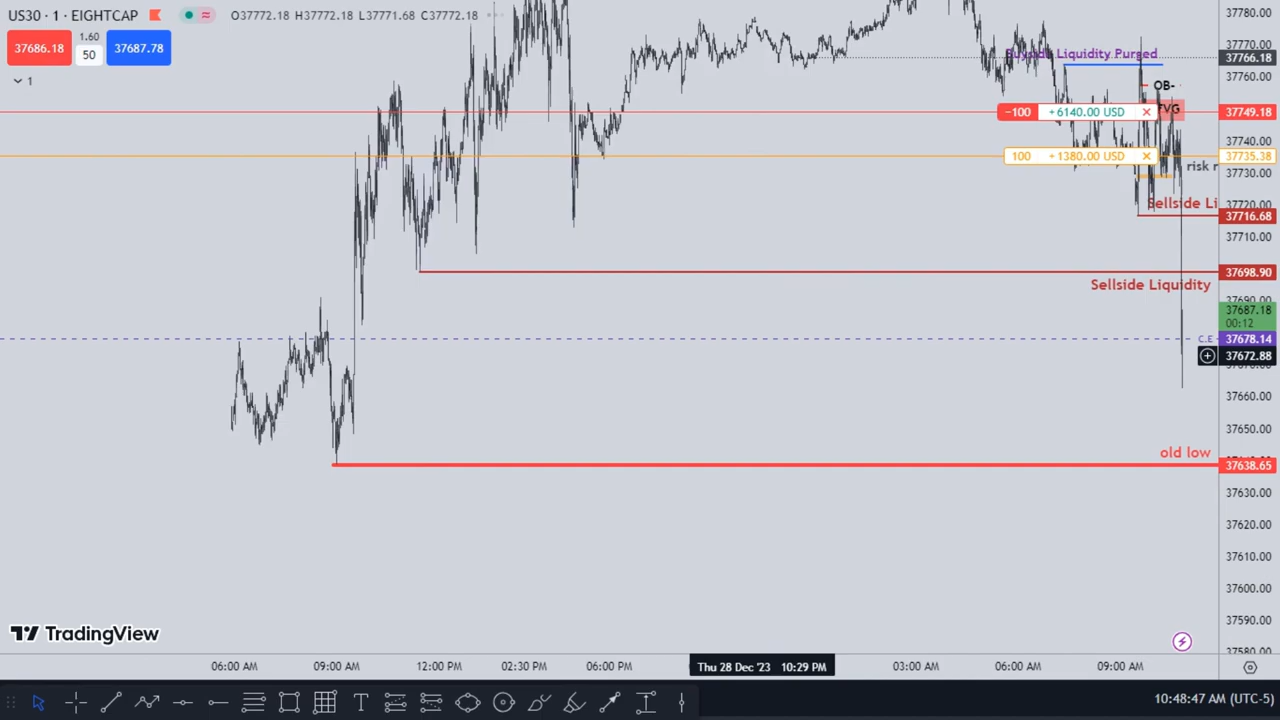 US30 · 1 · EIGHTCAP O37772.18 H37772.18 L37771.68 C37772.18
37686.18 1.60 50 37687.78
1
37780.00
37770.00
Buyside Liquidity Purged
37766.18
37760.00
OB-
FVG
-100 +6140.00 USD 37749.18
37740.00
100 +1380.00 USD 37735.38
risk r
37730.00
37720.00
Sellside Li
37716.68
37710.00
37698.90
Sellside Liquidity
37690.00
37687.18
00:12
C.E 37678.14
37672.88
37660.00
37650.00
old low
37638.65
37630.00
37620.00
37610.00
37600.00
37590.00
37580.00
TradingView
06:00 AM 09:00 AM 12:00 PM 02:30 PM 06:00 PM Thu 28 Dec '23 10:29 PM 03:00 AM 06:00 AM 09:00 AM
10:48:47 AM (UTC-5)